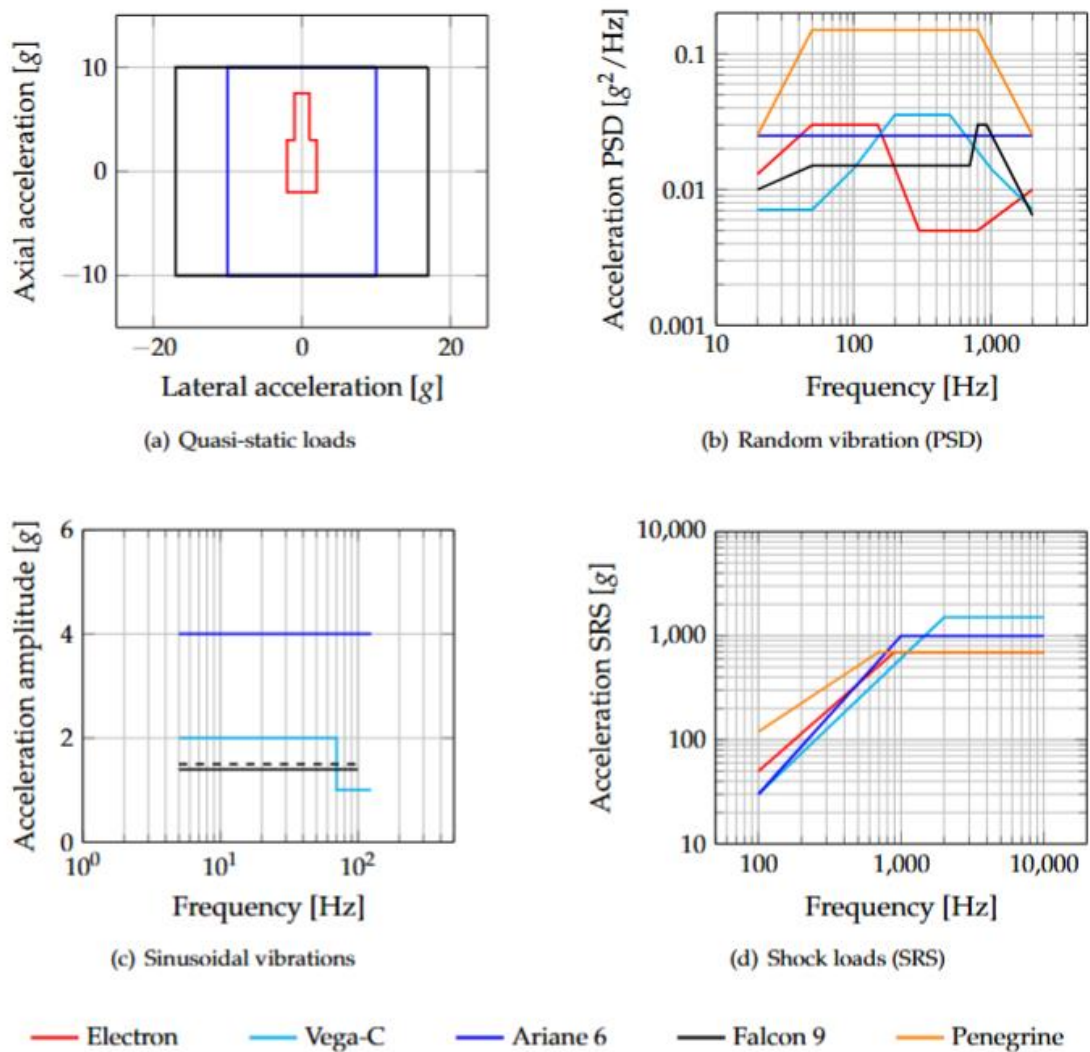 Axial acceleration [g]
10
0
−10
−20
0
20
Lateral acceleration [g]
(a) Quasi-static loads
Acceleration PSD [g²/Hz]
0.1
0.01
0.001
10
100
1,000
Frequency [Hz]
(b) Random vibration (PSD)
Acceleration amplitude [g]
6
4
2
0
10⁰
10¹
10²
Frequency [Hz]
(c) Sinusoidal vibrations
Acceleration SRS [g]
10,000
1,000
100
10
100
1,000
10,000
Frequency [Hz]
(d) Shock loads (SRS)
Electron Vega-C Ariane 6 Falcon 9 Penegrine